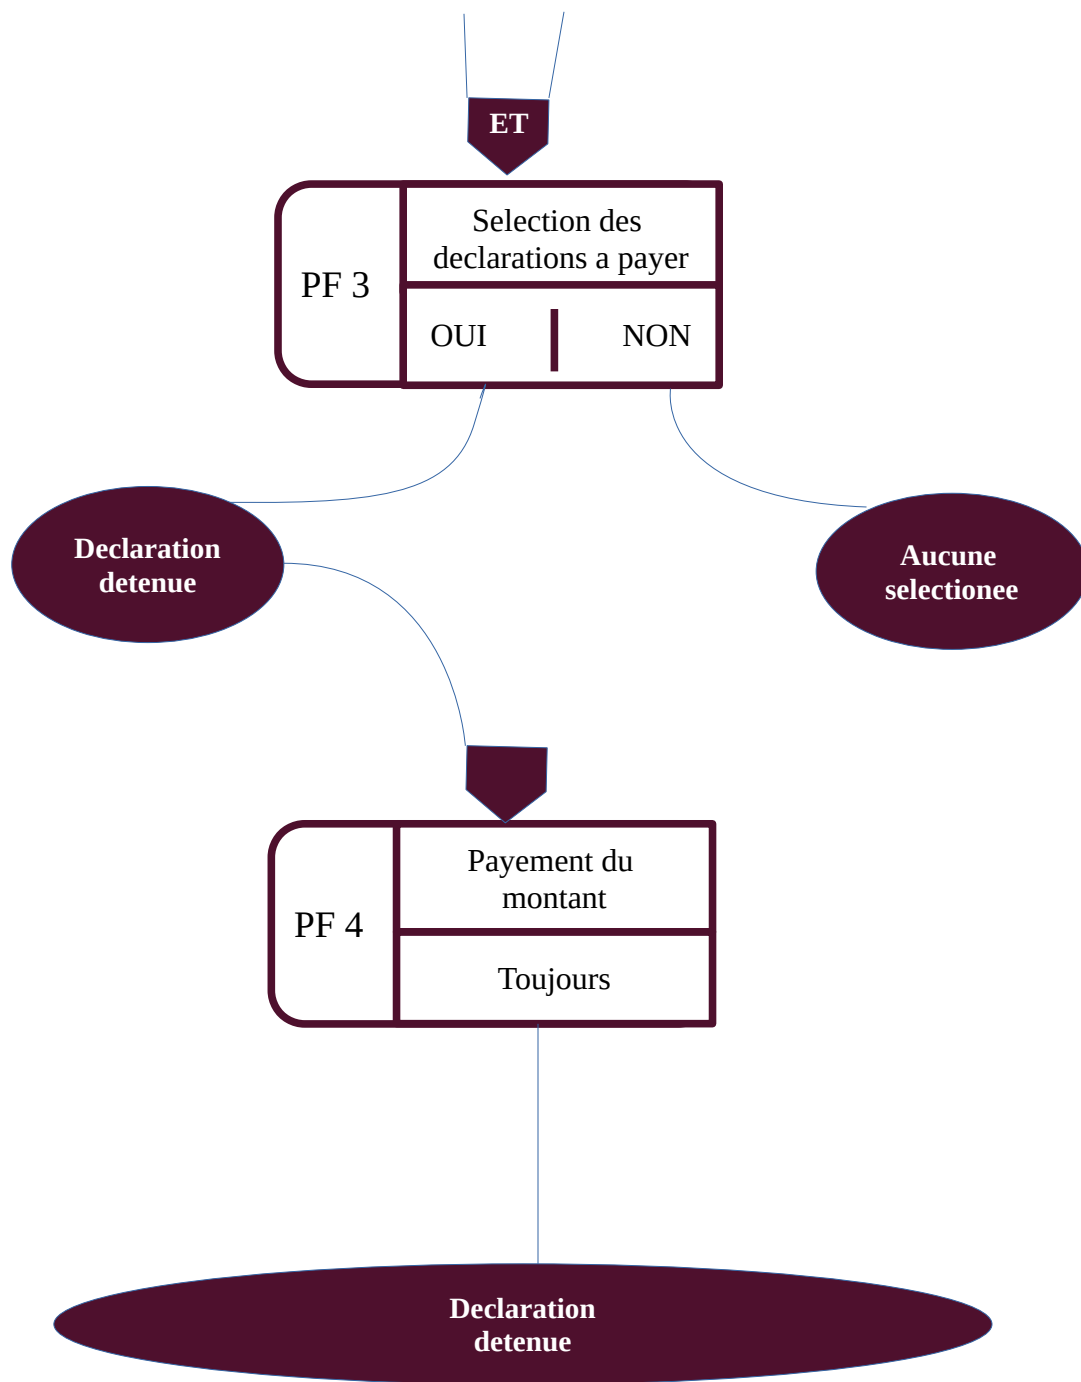 ET
Selection des
declarations a payer
PF 3
OUI
NON
Declaration
detenue
Aucune
selectionee
Payement du
montant
PF 4
Toujours
Declaration
detenue